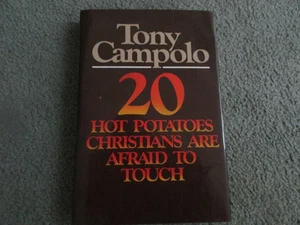 Tony
Campolo
20
HOT POTATOES
CHRISTIANS ARE
AFRAID TO
TOUCH